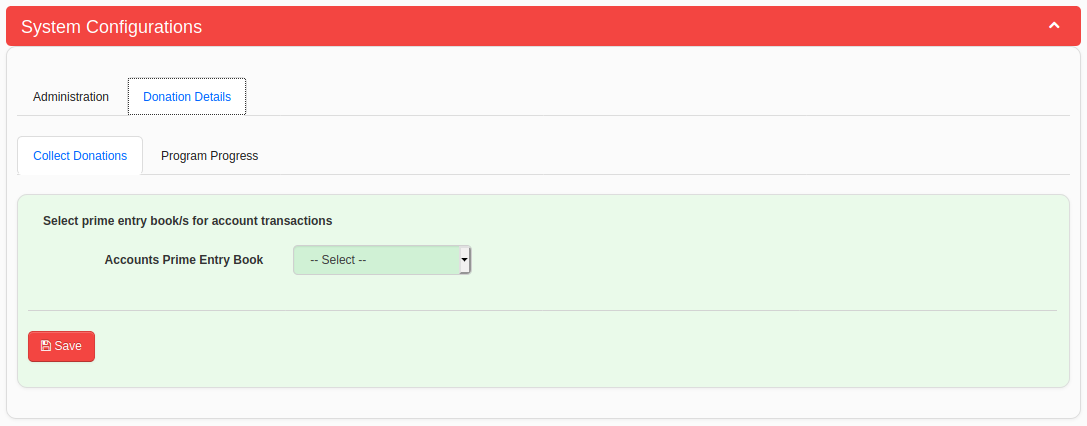 System Configurations
Administration Donation Details
Collect Donations Program Progress
Select prime entry book/s for account transactions
Accounts Prime Entry Book -- Select --
Save